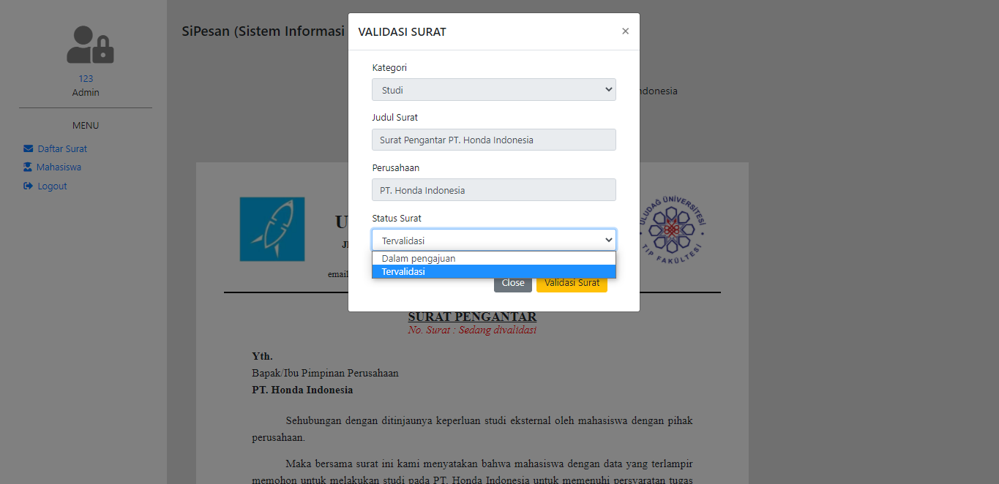 123
Admin
MENU
Daftar Surat
Mahasiswa
Logout
SiPesan (Sistem Informasi
ndonesia
VALIDASI SURAT ×
Kategori
Studi
Judul Surat
Surat Pengantar PT. Honda Indonesia
Perusahaan
PT. Honda Indonesia
Status Surat
Tervalidasi
Dalam pengajuan
Tervalidasi
Close Validasi Surat
U
Jl
email
ULUDAĞ ÜNİVERSİTESİ
TIP FAKÜLTESİ
SURAT PENGANTAR
No. Surat : Sedang divalidasi
Yth.
Bapak/Ibu Pimpinan Perusahaan
PT. Honda Indonesia
Sehubungan dengan ditinjaunya keperluan studi eksternal oleh mahasiswa dengan pihak
perusahaan.
Maka bersama surat ini kami menyatakan bahwa mahasiswa dengan data yang terlampir
memohon untuk melakukan studi pada PT. Honda Indonesia untuk memenuhi persyaratan tugas